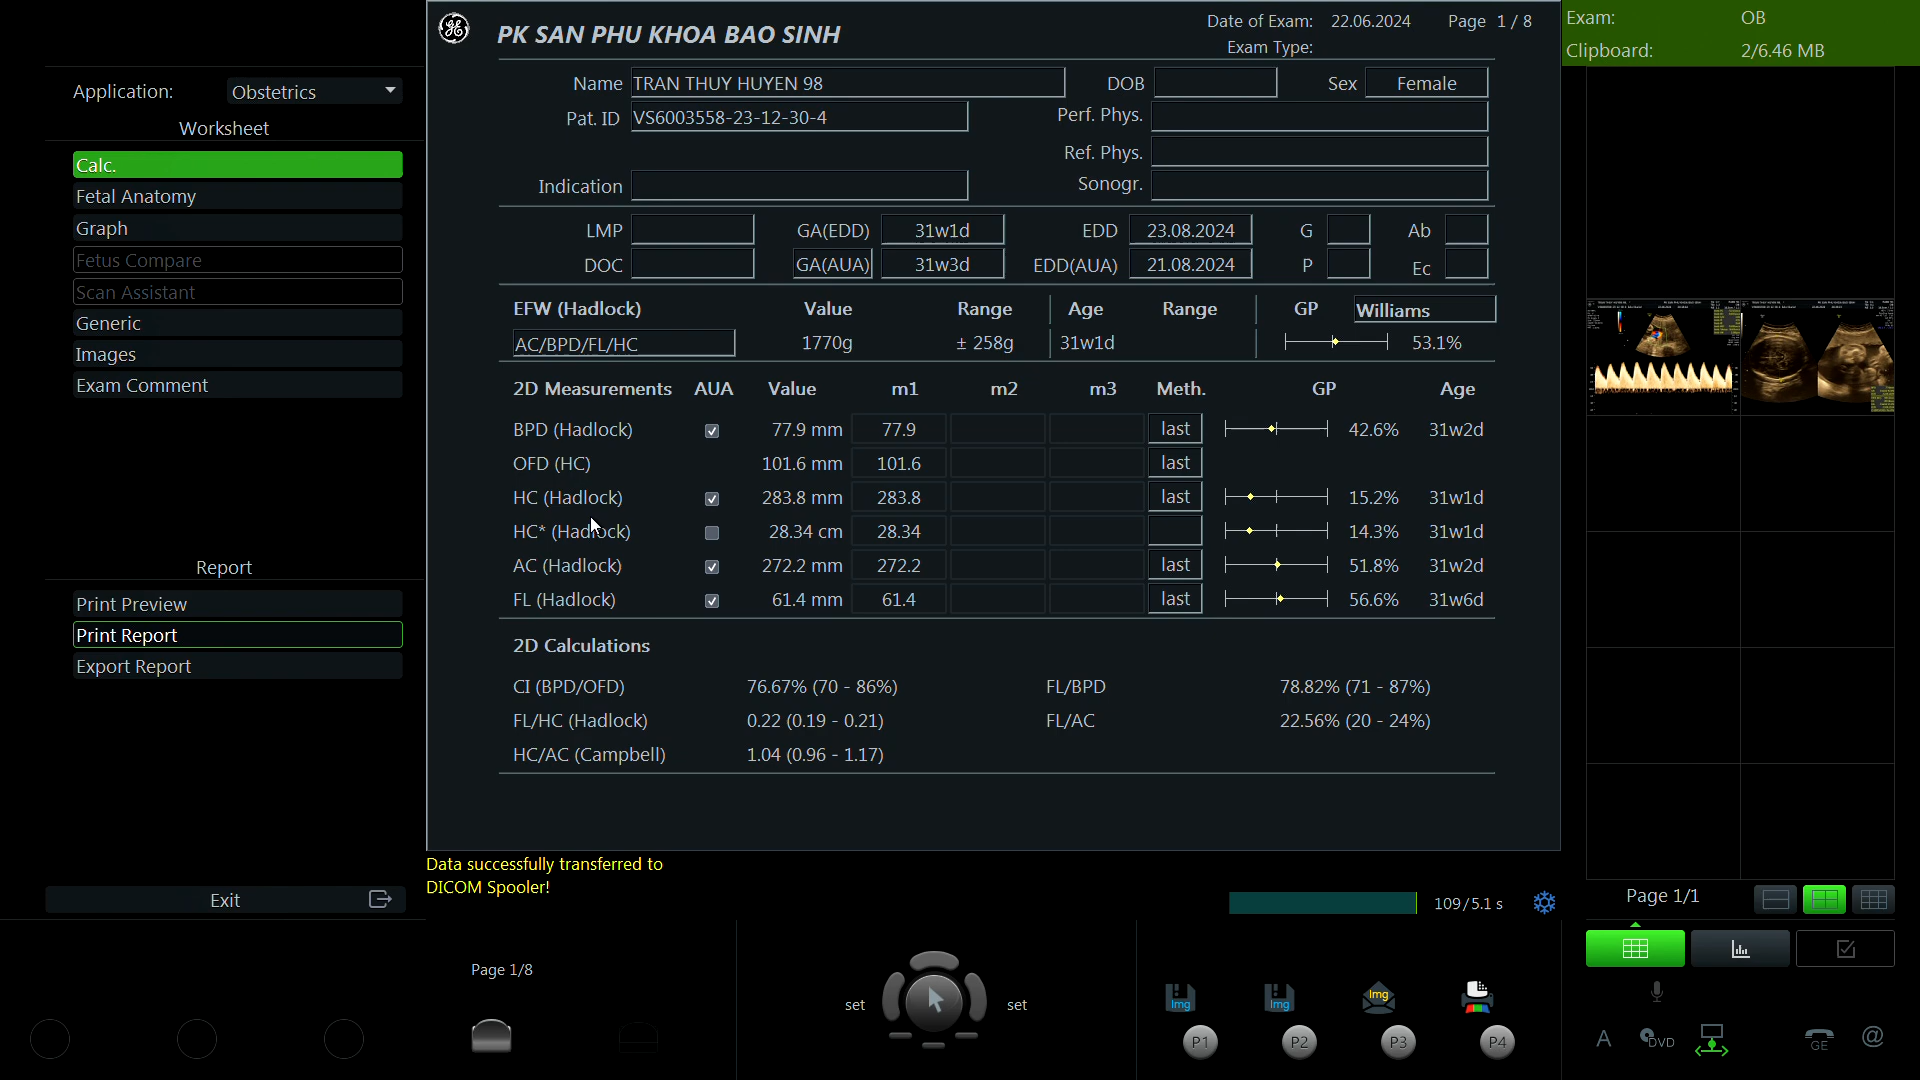 PK SAN PHU KHOA BAO SINH
Date of Exam: 22.06.2024 Page 1 / 8
Exam Type:
Exam: OB
Clipboard: 2/6.46 MB
Application: Obstetrics
Worksheet
Calc.
Fetal Anatomy
Graph
Fetus Compare
Scan Assistant
Generic
Images
Exam Comment
Report
Print Preview
Print Report
Export Report
Exit
Name TRAN THUY HUYEN 98 DOB Sex Female
Pat. ID VS6003558-23-12-30-4 Perf. Phys.
Ref. Phys.
Indication Sonogr.
LMP GA(EDD) 31w1d EDD 23.08.2024 G Ab
DOC GA(AUA) 31w3d EDD(AUA) 21.08.2024 P Ec
EFW (Hadlock) Value Range Age Range GP Williams
AC/BPD/FL/HC 1770g ± 258g 31w1d 53.1%
2D Measurements AUA Value m1 m2 m3 Meth. GP Age
BPD (Hadlock) 77.9 mm 77.9 last 42.6% 31w2d
OFD (HC) 101.6 mm 101.6 last
HC (Hadlock) 283.8 mm 283.8 last 15.2% 31w1d
HC* (Hadlock) 28.34 cm 28.34 14.3% 31w1d
AC (Hadlock) 272.2 mm 272.2 last 51.8% 31w2d
FL (Hadlock) 61.4 mm 61.4 last 56.6% 31w6d
2D Calculations
CI (BPD/OFD) 76.67% (70 - 86%) FL/BPD 78.82% (71 - 87%)
FL/HC (Hadlock) 0.22 (0.19 - 0.21) FL/AC 22.56% (20 - 24%)
HC/AC (Campbell) 1.04 (0.96 - 1.17)
Data successfully transferred to
DICOM Spooler!
109/5.1 s
Page 1/1
Page 1/8
set set
Img Img Img
P1 P2 P3 P4
A DVD GE @